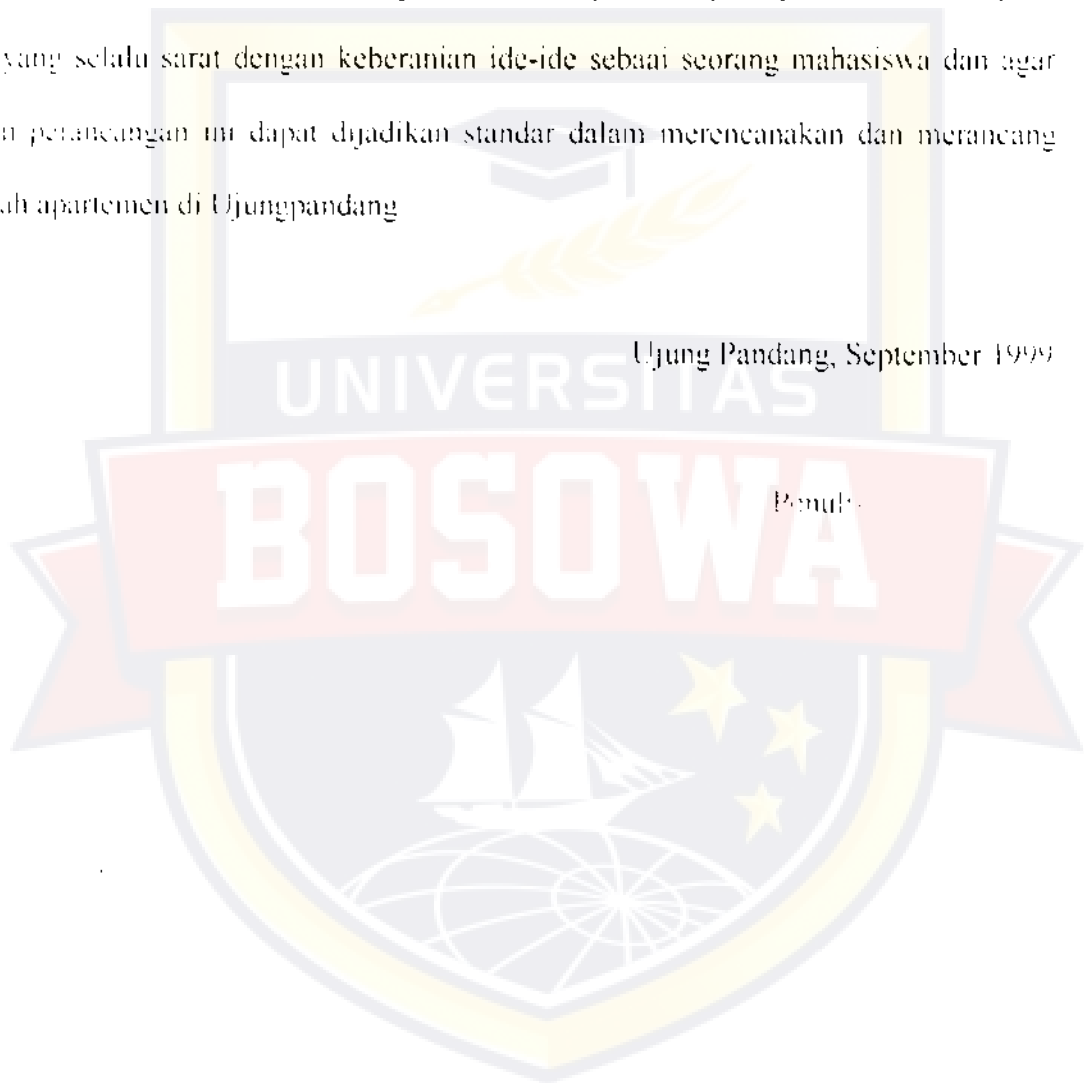 yang selalu sarat dengan keberanian ide-ide sebaai seorang mahasiswa dan agar
perancangan ini dapat dijadikan standar dalam merencanakan dan merancang
apartemen di Ujungpandang
Ujung Pandang, September 1999
UNIVERSITAS
BOSOWA